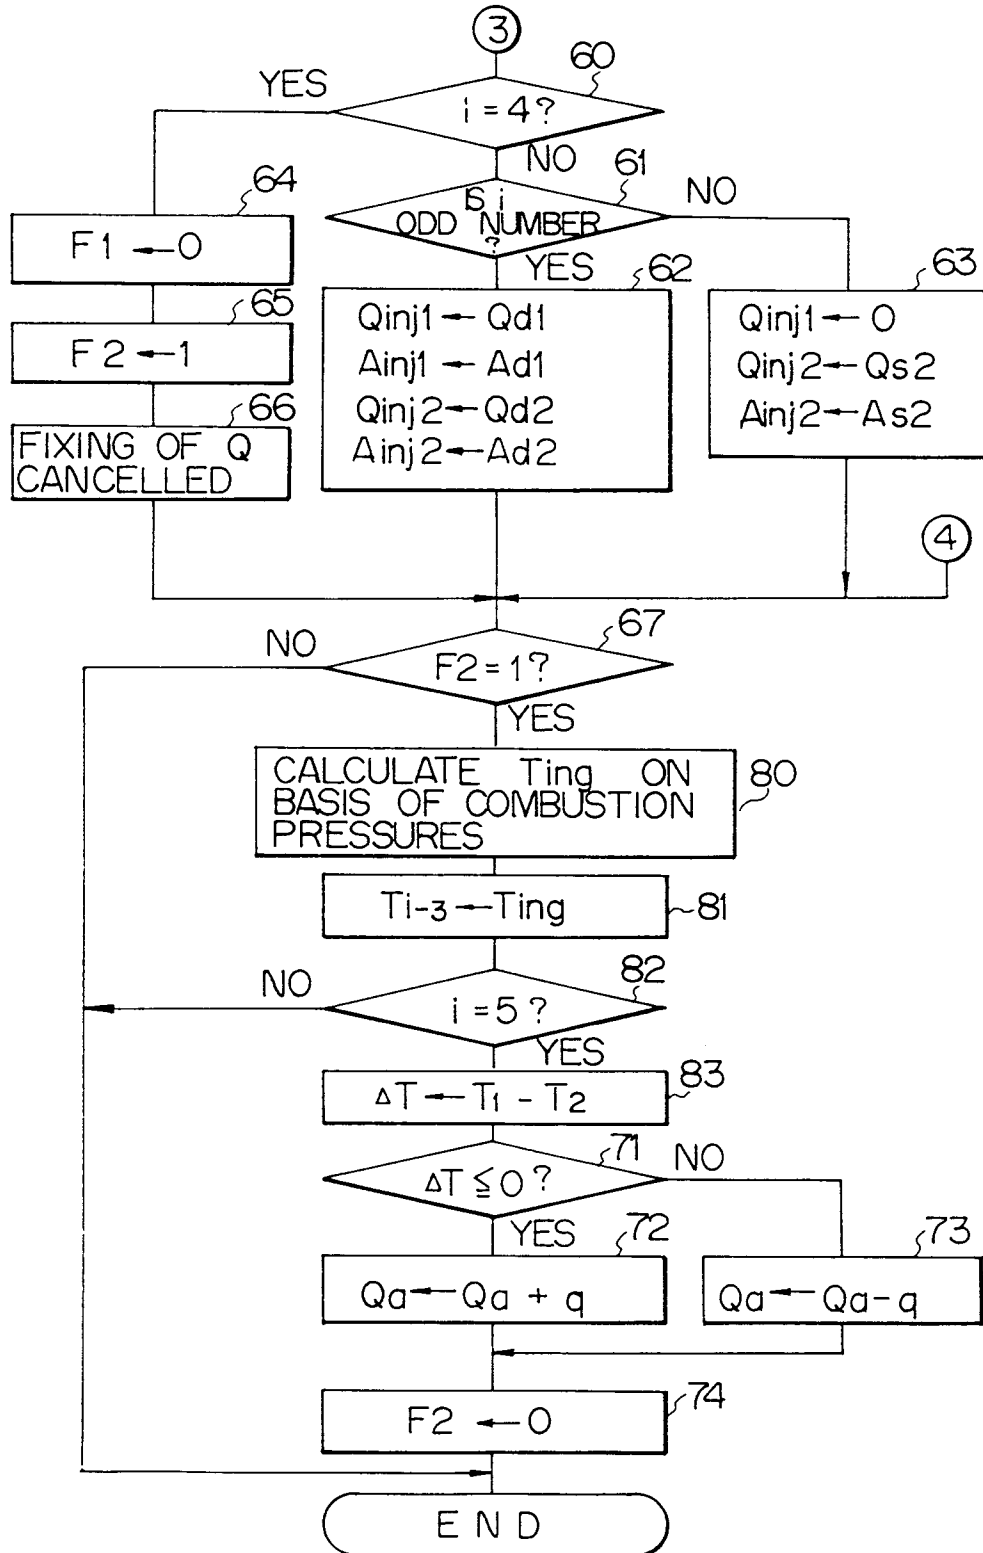 3
60
YES
i = 4 ?
NO
61
64
IS i
ODD NUMBER
?
NO
YES
F1 ← 0
62
63
65
Qinj1 ← Qd1
Ainj1 ← Ad1
Qinj2 ← Qd2
Ainj2 ← Ad2
Qinj1 ← 0
Qinj2 ← Qs2
Ainj2 ← As2
F2 ← 1
66
FIXING OF Q
CANCELLED
4
67
NO
F2 = 1 ?
YES
CALCULATE Ting ON
BASIS OF COMBUSTION
PRESSURES
80
Ti-3 ← Ting
81
82
NO
i = 5 ?
YES
83
ΔT ← T1 - T2
71
NO
ΔT ≦ 0 ?
YES
72
73
Qa ← Qa + q
Qa ← Qa - q
F2 ← 0
74
END